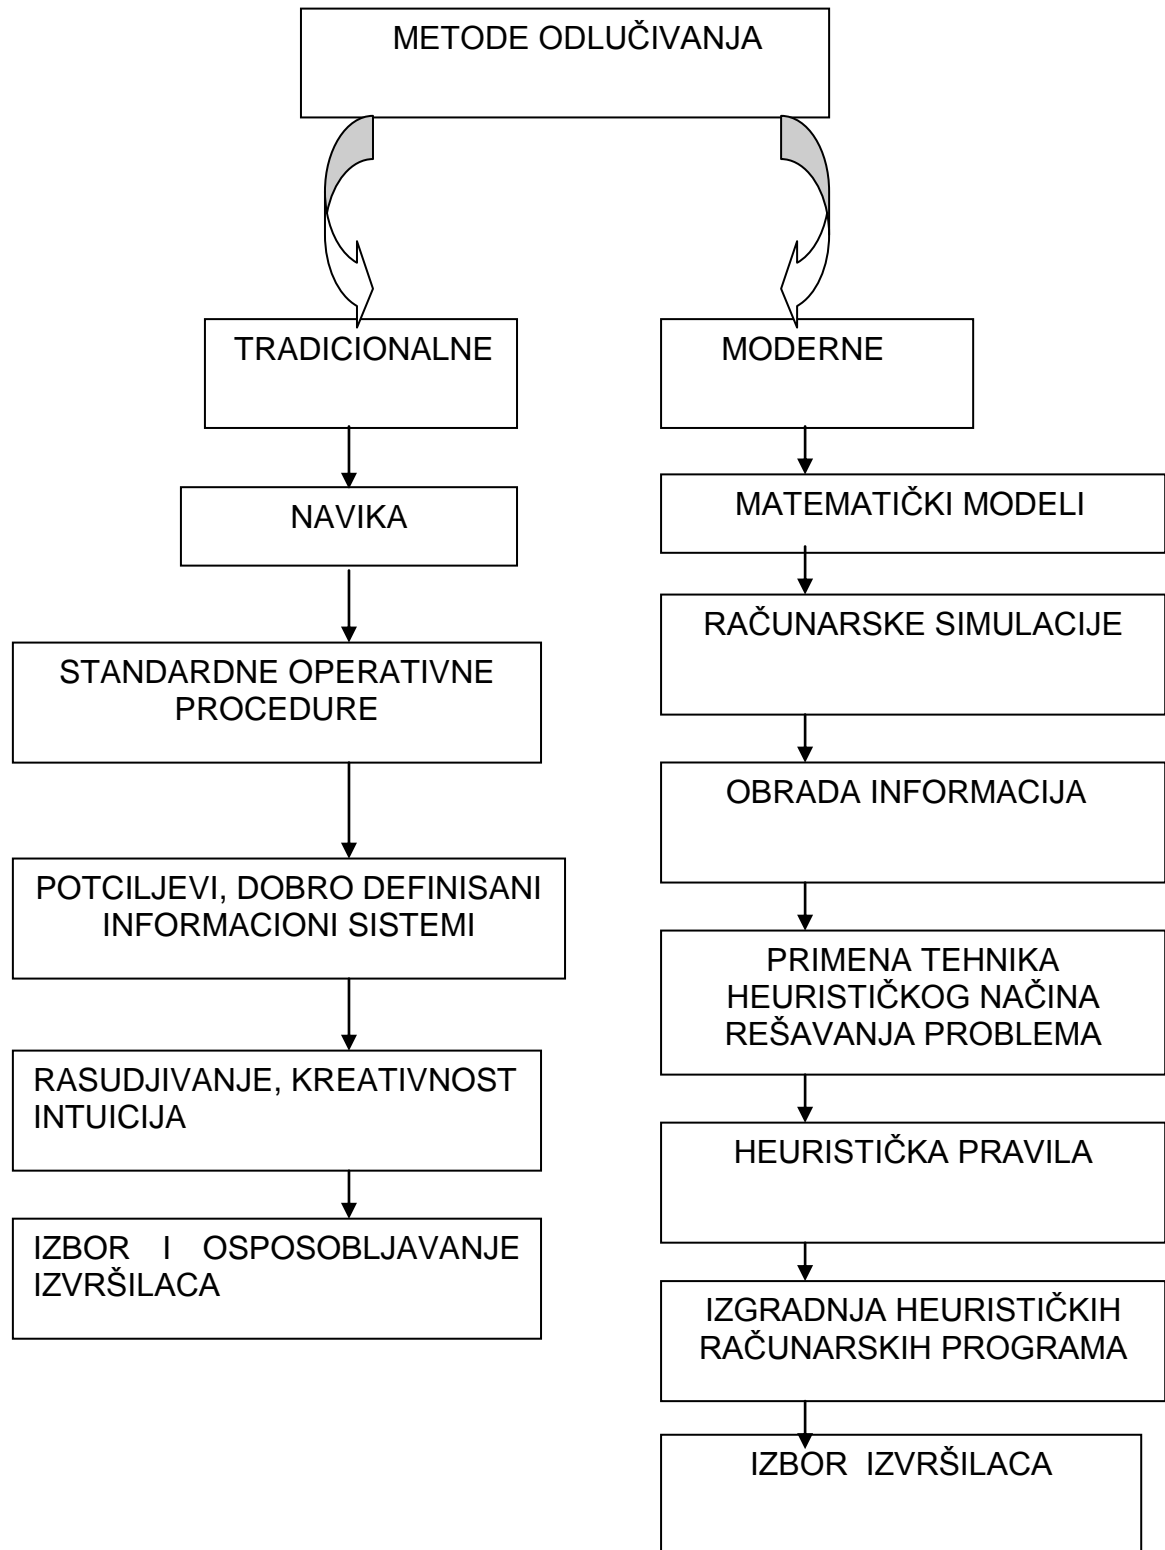 METODE ODLUČIVANJA
TRADICIONALNE
NAVIKA
STANDARDNE OPERATIVNE
PROCEDURE
POTCILJEVI, DOBRO DEFINISANI
INFORMACIONI SISTEMI
RASUDJIVANJE, KREATIVNOST
INTUICIJA
IZBOR I OSPOSOBLJAVANJE
IZVRŠILACA
MODERNE
MATEMATIČKI MODELI
RAČUNARSKE SIMULACIJE
OBRADA INFORMACIJA
PRIMENA TEHNIKA
HEURISTIČKOG NAČINA
REŠAVANJA PROBLEMA
HEURISTIČKA PRAVILA
IZGRADNJA HEURISTIČKIH
RAČUNARSKIH PROGRAMA
IZBOR IZVRŠILACA